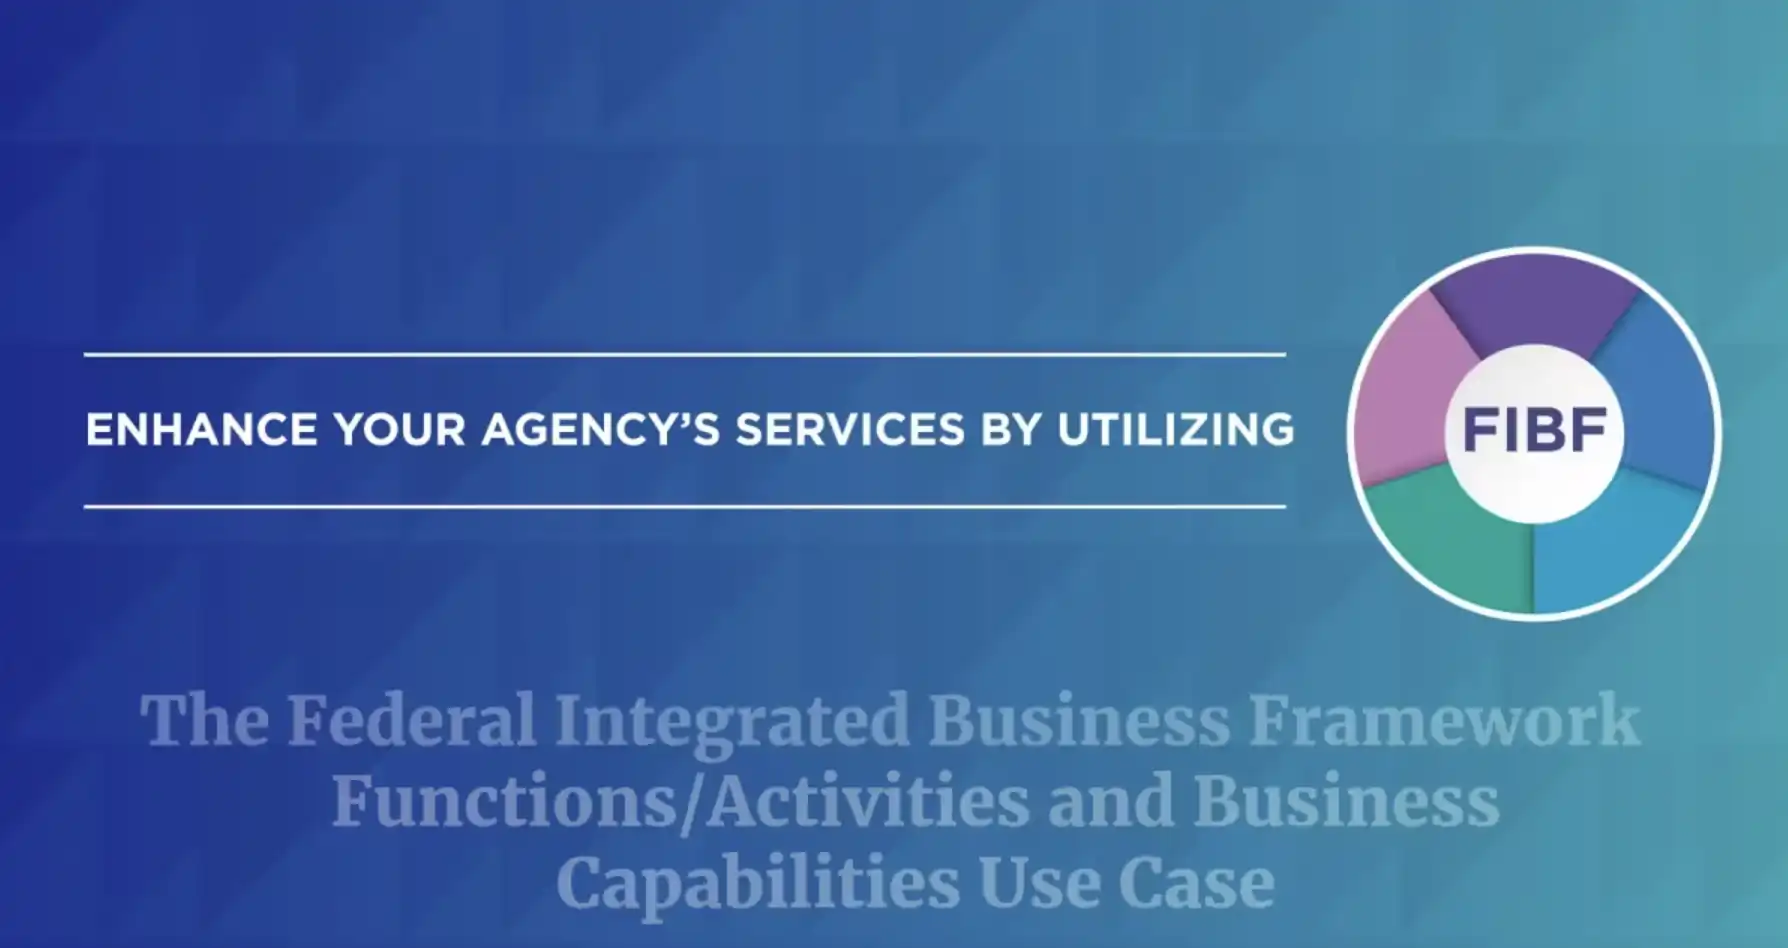 ENHANCE YOUR AGENCY’S SERVICES BY UTILIZING
FIBF
The Federal Integrated Business Framework
Functions/Activities and Business
Capabilities Use Case